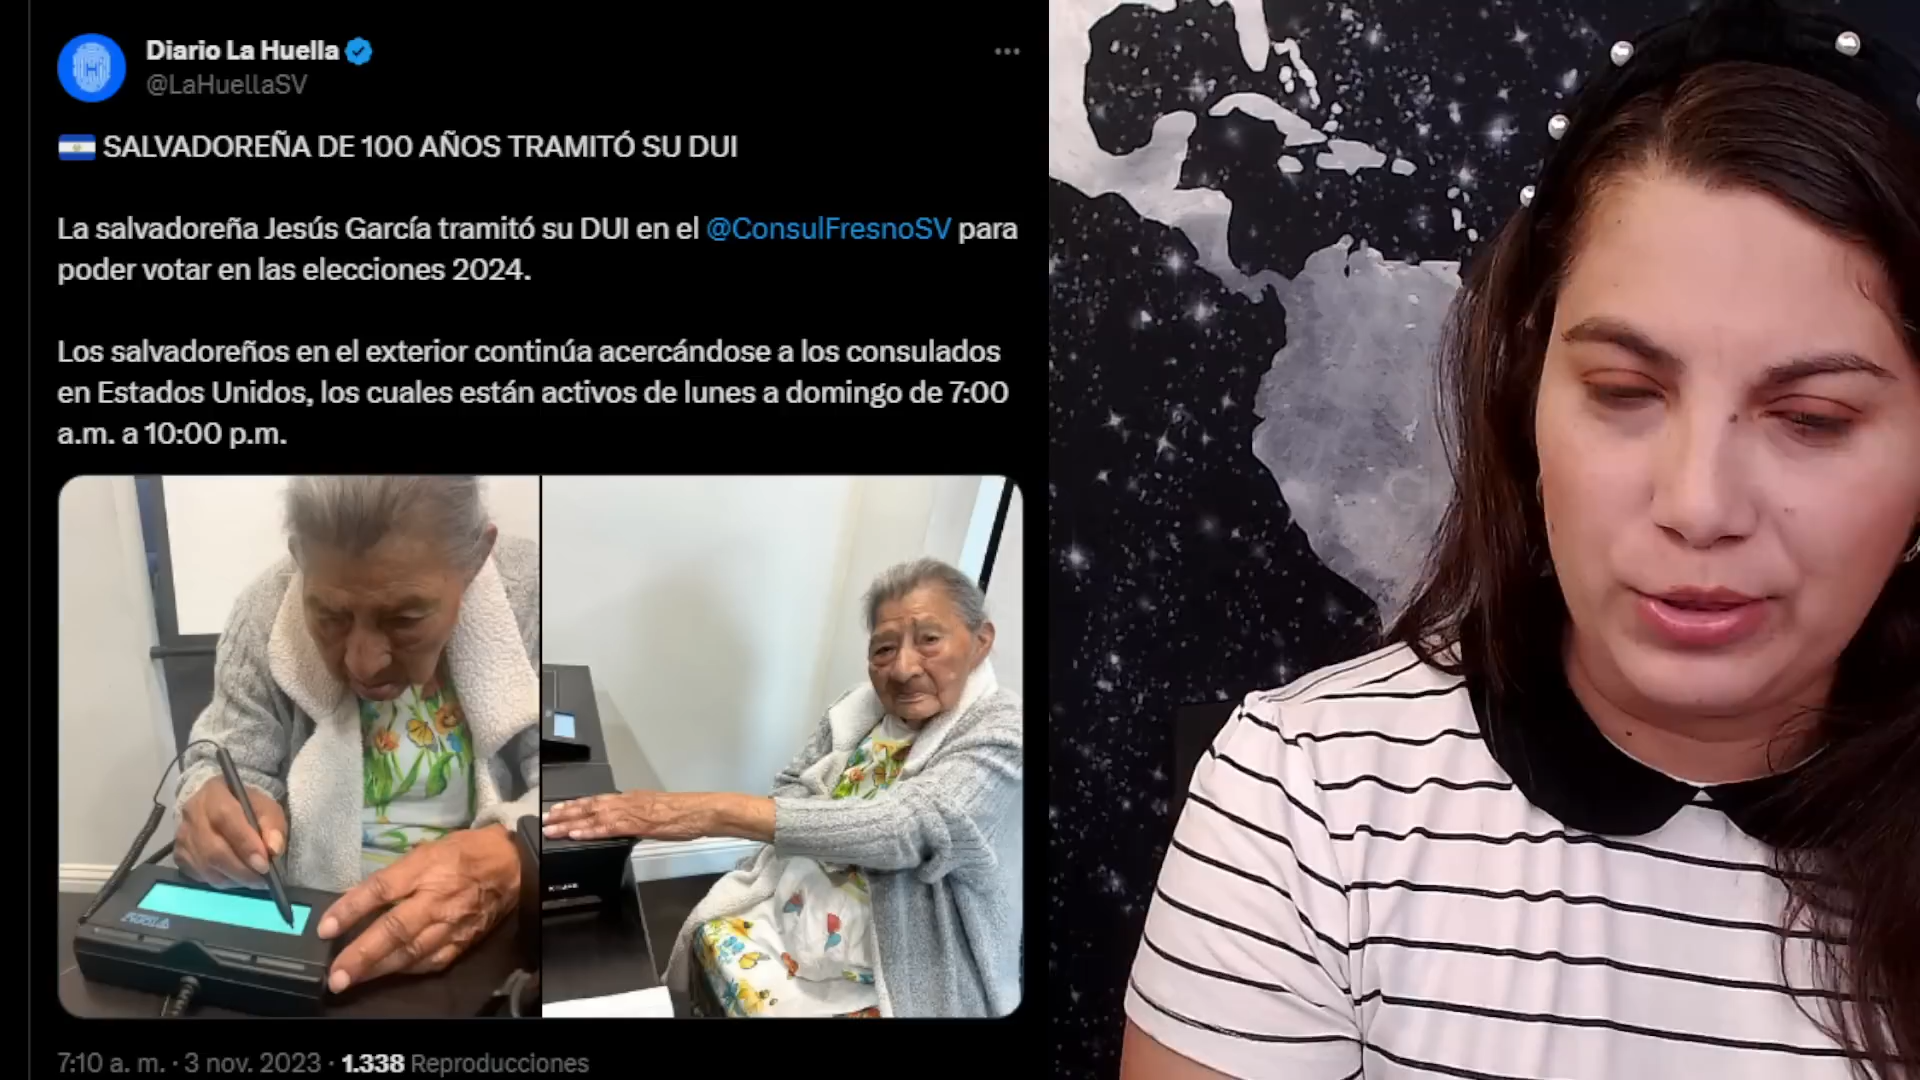 Diario La Huella
@LaHuellaSV
SALVADOREÑA DE 100 AÑOS TRAMITÓ SU DUI
La salvadoreña Jesús García tramitó su DUI en el @ConsulFresnoSV para
poder votar en las elecciones 2024.
Los salvadoreños en el exterior continúa acercándose a los consulados
en Estados Unidos, los cuales están activos de lunes a domingo de 7:00
a.m. a 10:00 p.m.
7:10 a. m. · 3 nov. 2023 · 1.338 Reproducciones